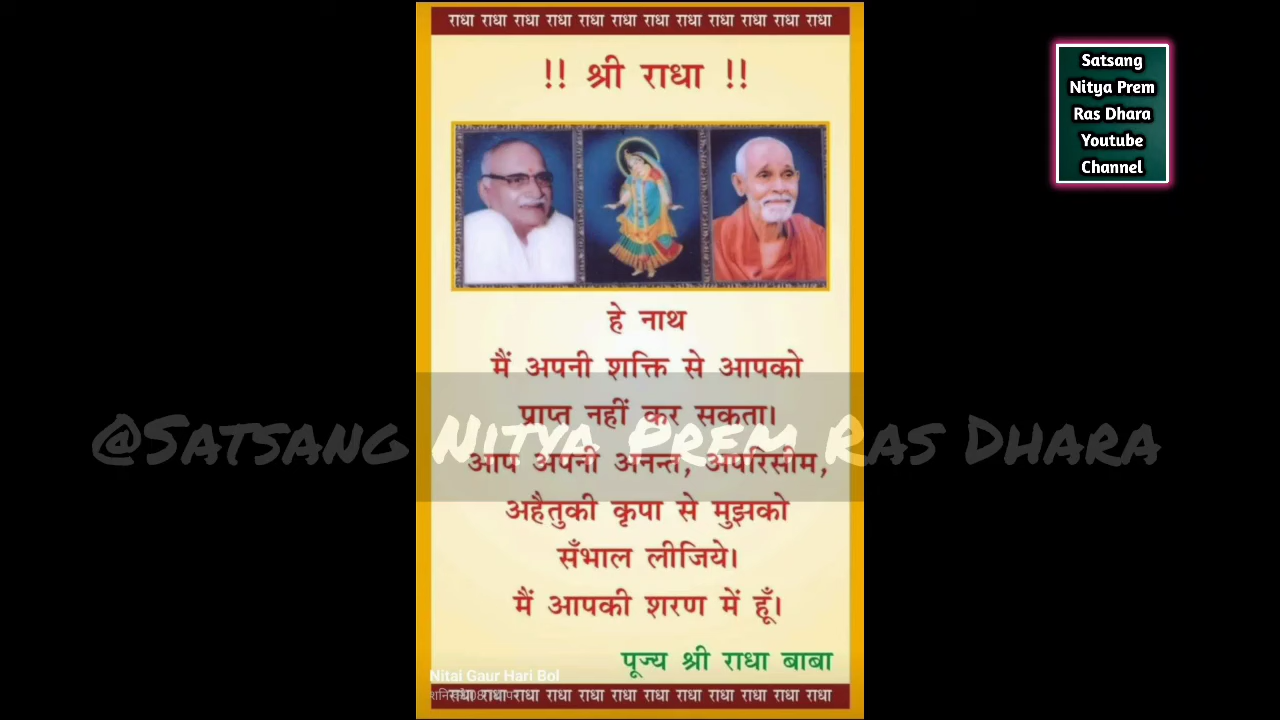 राधा राधा राधा राधा राधा राधा राधा राधा राधा राधा राधा राधा
!! श्री राधा !!
Satsang
Nitya Prem
Ras Dhara
Youtube
Channel
हे नाथ
मैं अपनी शक्ति से आपको
प्राप्त नहीं कर सकता।
@Satsang Nitya Prem Ras Dhara
आप अपनी अनन्त, अपरिसीम,
अहैतुकी कृपा से मुझको
सँभाल लीजिये।
मैं आपकी शरण में हूँ।
पूज्य श्री राधा बाबा
Nitai Gaur Hari Bol
राधा राधा राधा राधा राधा राधा राधा राधा राधा राधा राधा राधा